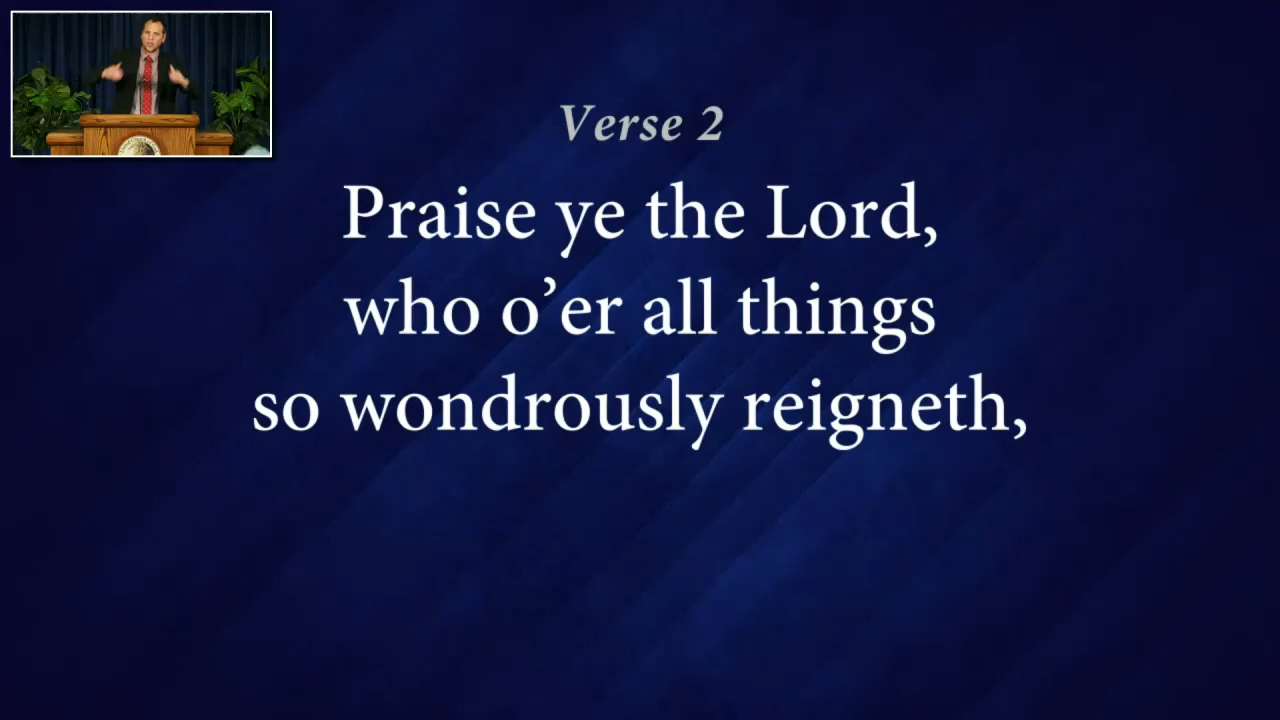 Verse 2
Praise ye the Lord,
who o’er all things
so wondrously reigneth,